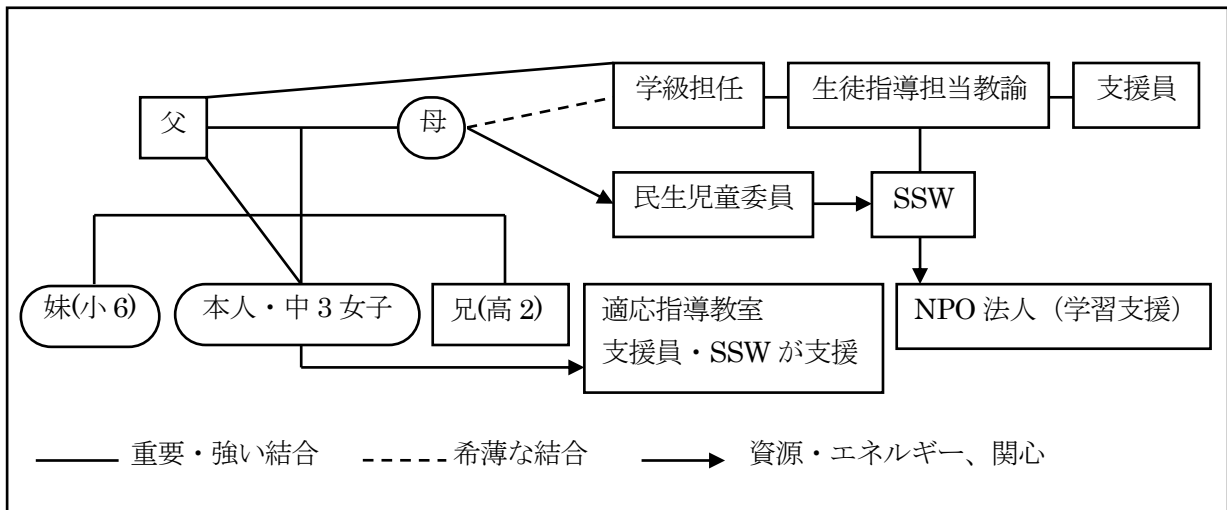 学級担任
生徒指導担当教諭
支援員
父
母
民生児童委員
SSW
妹(小6)
本人・中3女子
兄(高2)
適応指導教室
支援員・SSWが支援
NPO法人（学習支援）
重要・強い結合
希薄な結合
資源・エネルギー、関心